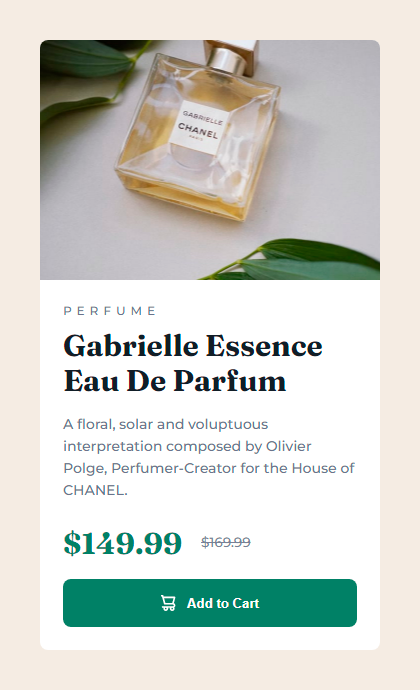 GABRIELLE
CHANEL
PARIS
PERFUME
Gabrielle Essence
Eau De Parfum
A floral, solar and voluptuous
interpretation composed by Olivier
Polge, Perfumer-Creator for the House of
CHANEL.
$149.99 $169.99
Add to Cart